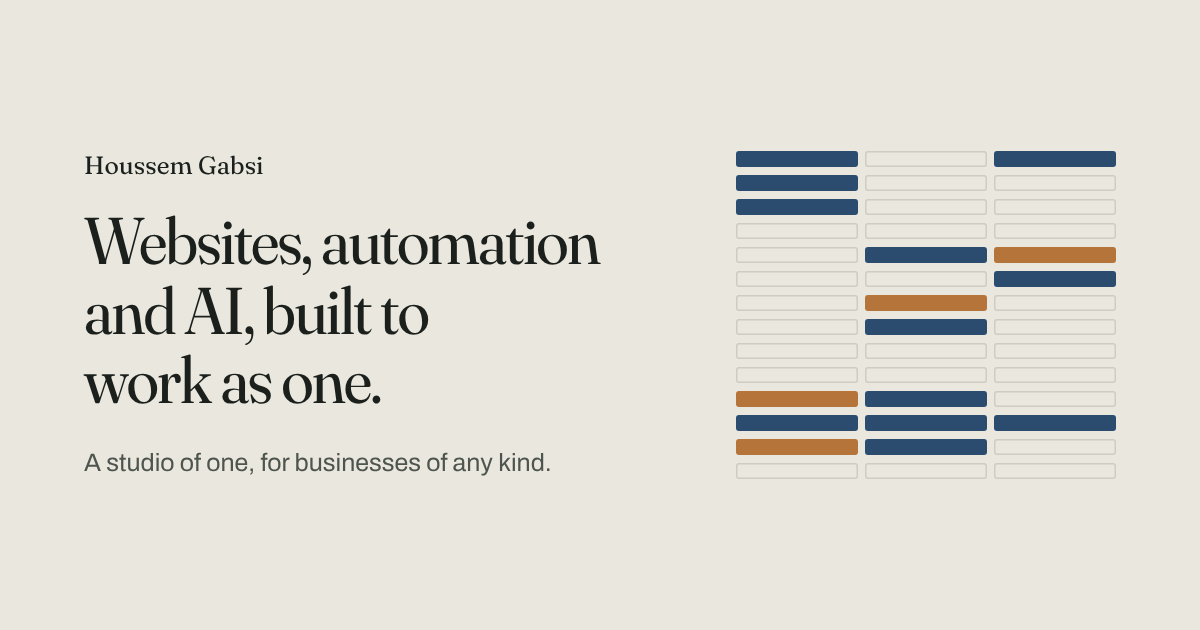 Houssem Gabsi
Websites, automation
and AI, built to
work as one.
A studio of one, for businesses of any kind.